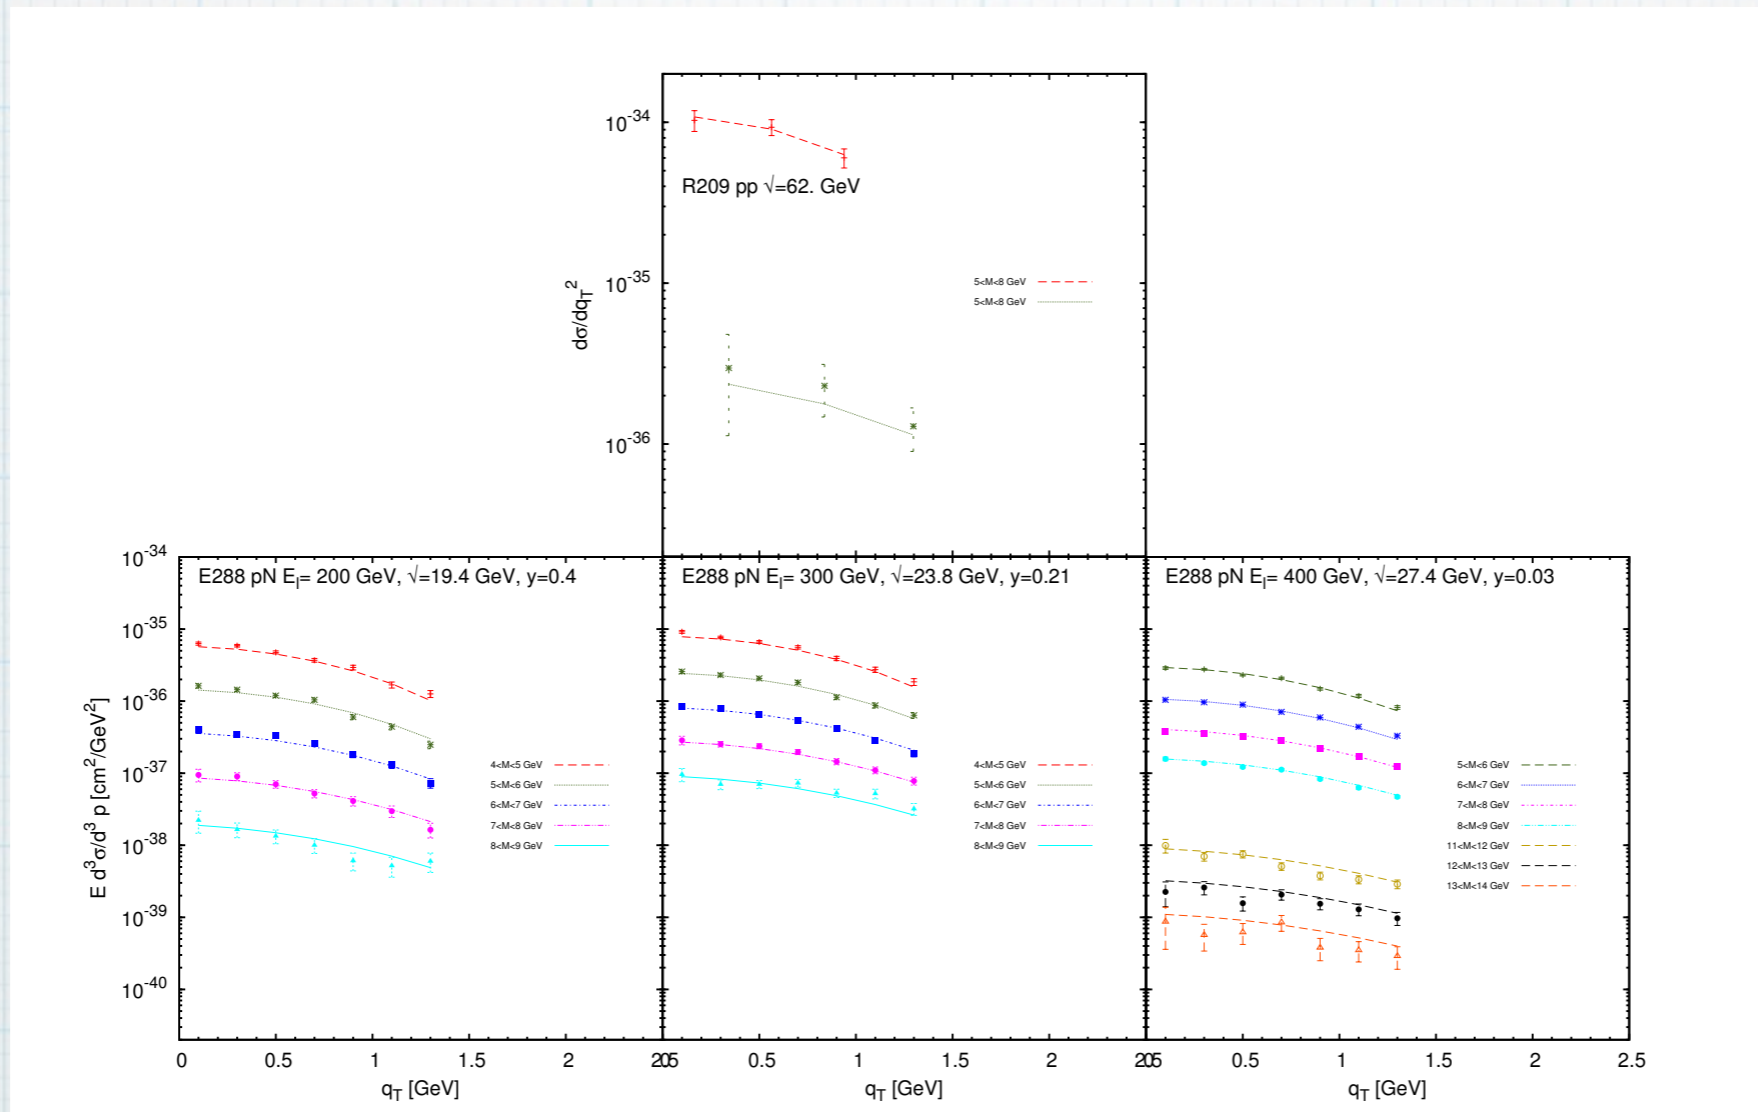 10^-34
R209 pp √=62. GeV
10^-35
10^-36
dσ/dq_T^2
5<M<8 GeV
5<M<8 GeV
E288 pN E_l= 200 GeV, √=19.4 GeV, y=0.4
E288 pN E_l= 300 GeV, √=23.8 GeV, y=0.21
E288 pN E_l= 400 GeV, √=27.4 GeV, y=0.03
10^-34
10^-35
10^-36
10^-37
10^-38
10^-39
10^-40
E d^3σ/d^3 p [cm^2/GeV^2]
4<M<5 GeV
5<M<6 GeV
6<M<7 GeV
7<M<8 GeV
8<M<9 GeV
4<M<5 GeV
5<M<6 GeV
6<M<7 GeV
7<M<8 GeV
8<M<9 GeV
5<M<6 GeV
6<M<7 GeV
7<M<8 GeV
8<M<9 GeV
11<M<12 GeV
12<M<13 GeV
13<M<14 GeV
0 0.5 1 1.5 2 2.5
0 0.5 1 1.5 2 2.5
0 0.5 1 1.5 2 2.5
q_T [GeV]
q_T [GeV]
q_T [GeV]